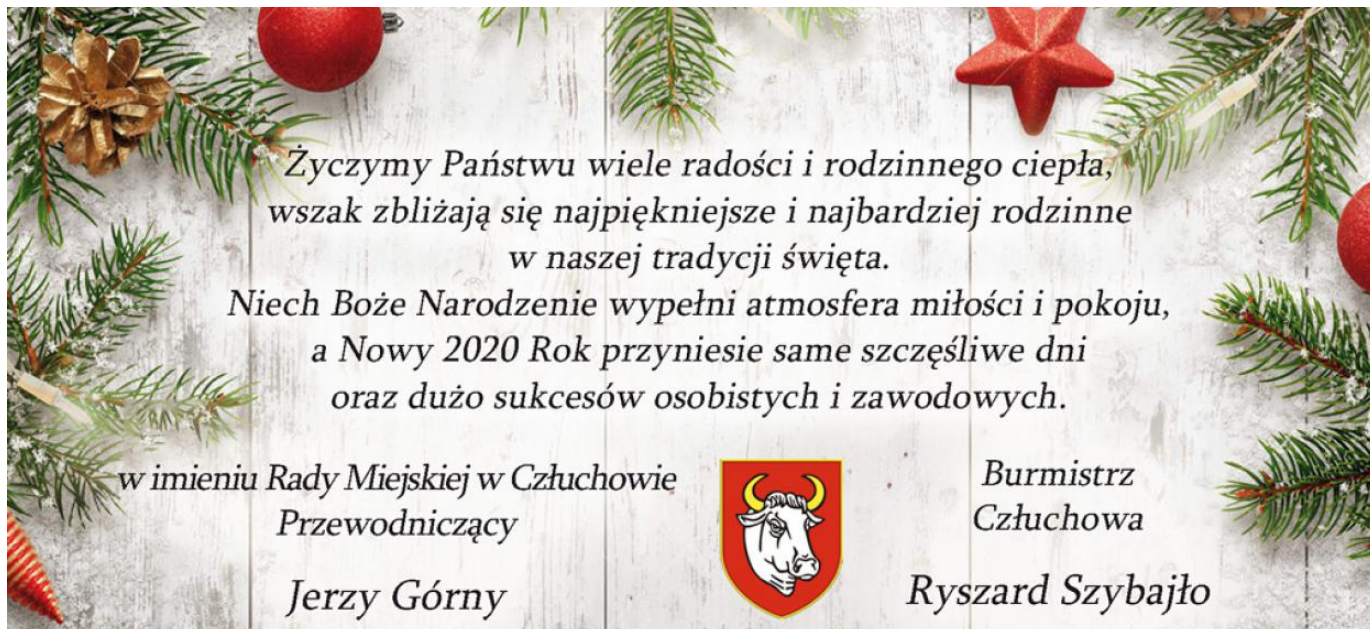 Życzymy Państwu wiele radości i rodzinnego ciepła,
wszak zbliżają się najpiękniejsze i najbardziej rodzinne
w naszej tradycji święta.
Niech Boże Narodzenie wypełni atmosfera miłości i pokoju,
a Nowy 2020 Rok przyniesie same szczęśliwe dni
oraz dużo sukcesów osobistych i zawodowych.
w imieniu Rady Miejskiej w Człuchowie
Przewodniczący
Jerzy Górny
Burmistrz
Człuchowa
Ryszard Szybajło